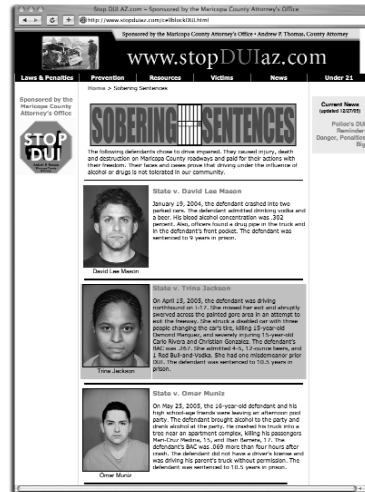 Stop DUI AZ.com – Sponsored by the Maricopa County Attorney's Office
http://www.stopduiaz.com/cellblockDUI.html
Sponsored by the Maricopa County Attorney's Office • Andrew P. Thomas, County Attorney
www.stopDUIaz.com
Laws & Penalties Prevention Resources Victims News Under 21
Home > Sobering Sentences
Sponsored by the
Maricopa County
Attorney's Office
STOP
DUI
SOBERING SENTENCES
The following defendants chose to drive impaired. They caused injury, death
and destruction on Maricopa County roadways and paid for their actions with
their freedom. Their faces and cases prove that driving under the influence of
alcohol or drugs is not tolerated in our community.
Current News
(updated 12/27/05)
Reminder
Danger, Penalties
State v. David Lee Mason
January 19, 2004, the defendant crashed into two
parked cars. The defendant admitted drinking vodka and
a beer. His blood alcohol concentration was .302
percent. Also, officers found a drug pipe in the truck and
in the defendant's front pocket. The defendant was
sentenced to 9 years in prison.
David Lee Mason
State v. Trina Jackson
On April 15, 2005, the defendant was driving
northbound on I-17. She missed her exit and abruptly
swerved across the painted gore area in an attempt to
exit the freeway. She struck a disabled car with three
people changing the car's tire, killing 15-year-old
Demond Marquer, and severely injuring 15-year-old
Carlo Rivera and Christian Gonzalez. The defendant's
BAC was .267. She admitted 4-5, 12-ounce beers, and
1 Red Bull-and-Vodka. She had one misdemeanor prior
DUI. The defendant was sentenced to 10.5 years in
prison.
Trina Jackson
State v. Omar Muniz
On May 25, 2005, the 16-year-old defendant and his
high school-age friends were leaving an afternoon pool
party. The defendant brought alcohol to the party and
drank alcohol at the party. He crashed his truck into a
tree near an apartment complex, killing his passengers
Mari-Cruz Medina, 15, and Iban Barrera, 17. The
defendant's BAC was .069 more than four hours after
crash. The defendant did not have a driver's license and
was driving his parent's truck without permission. The
defendant was sentenced to 10.5 years in prison.
Omar Muniz